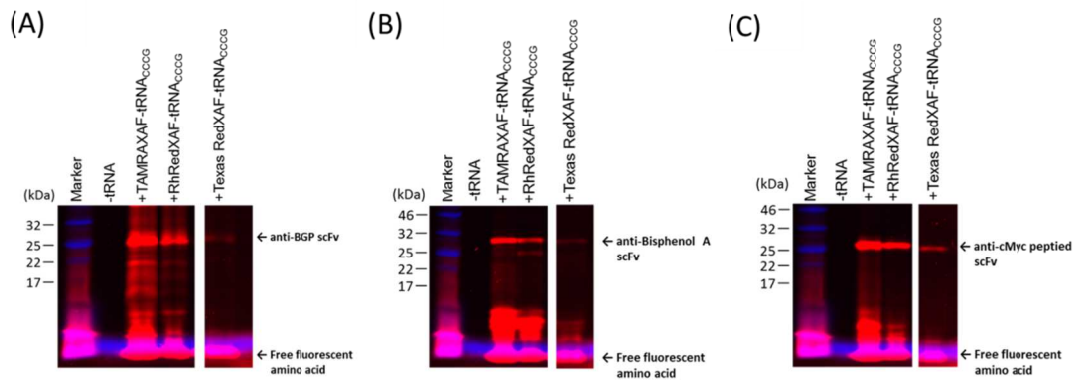 (A)
(kDa)
Marker
-tRNA
+TAMRAXAF-tRNACCCG
+RhRedXAF-tRNACCCG
+Texas RedXAF-tRNACCCG
32
25
22
17
←anti-BGP scFv
←Free fluorescent
amino acid
(B)
(kDa)
Marker
-tRNA
+TAMRAXAF-tRNACCCG
+RhRedXAF-tRNACCCG
+Texas RedXAF-tRNACCCG
46
32
25
22
17
←anti-Bisphenol A
scFv
←Free fluorescent
amino acid
(C)
(kDa)
Marker
-tRNA
+TAMRAXAF-tRNACCCG
+RhRedXAF-tRNACCCG
+Texas RedXAF-tRNACCCG
46
32
25
22
17
←anti-cMyc peptied
scFv
←Free fluorescent
amino acid